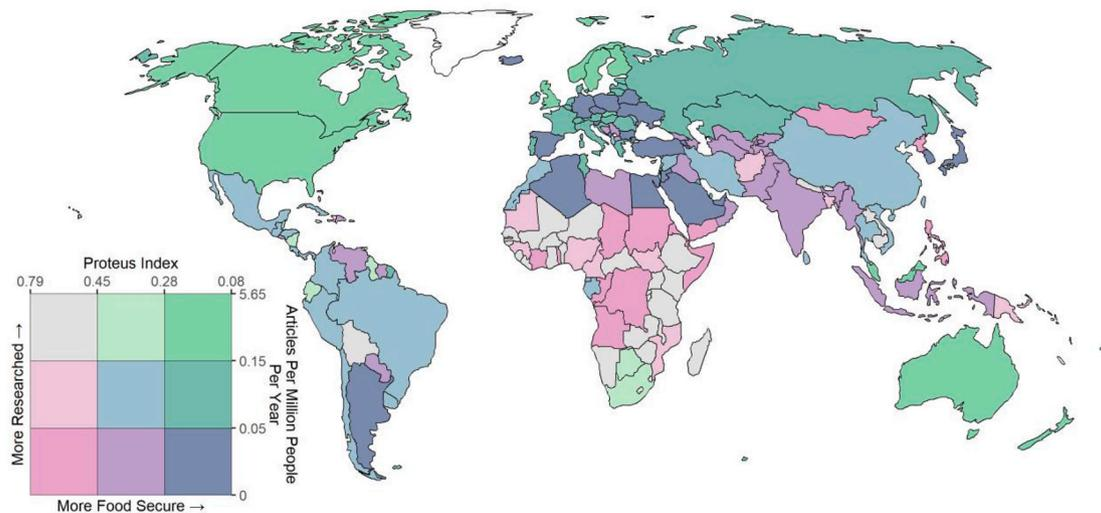 Proteus Index
0.79 0.45 0.28 0.08
5.65
0.15
0.05
0
Articles Per Million People
Per Year
More Researched →
More Food Secure →